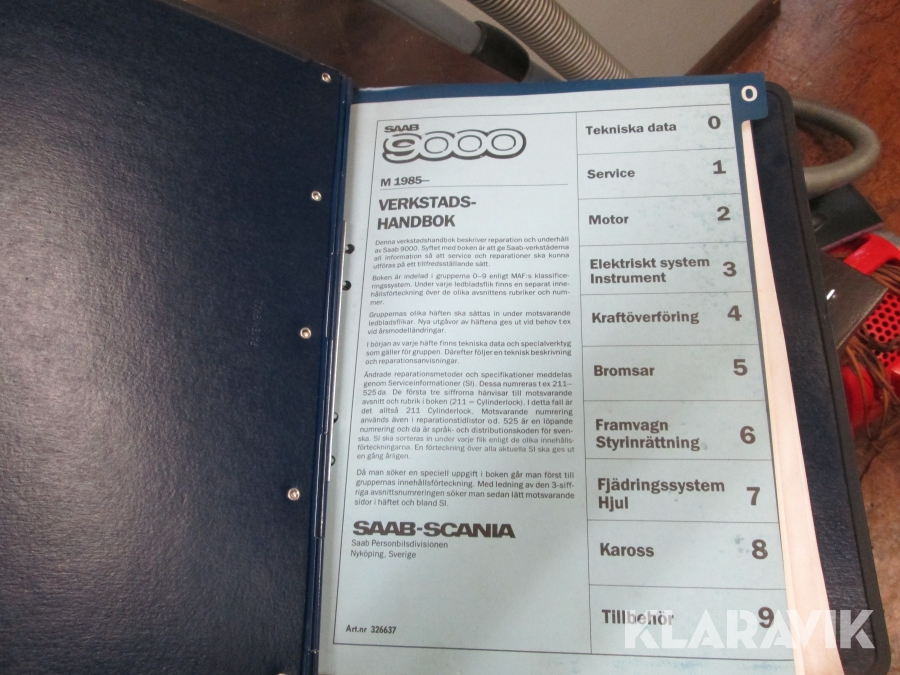 SAAB
9000
M 1985–
VERKSTADS-
HANDBOK
Denna verkstadshandbok beskriver reparation och underhåll
av Saab 9000. Syftet med boken är att ge Saab-verkstäderna
all information så att service och reparationer ska kunna
utföras på ett tillfredsställande sätt.
Boken är indelad i grupperna 0–9 enligt MAF:s klassifice-
ringssystem. Under varje ledbladsflik finns en separat inne-
hållsförteckning över de olika avsnittens rubriker och num-
mer.
Gruppernas olika häften ska sättas in under motsvarande
ledbladsflikar. Nya utgåvor av häftena ges ut vid behov t ex
vid årsmodelländringar.
I början av varje häfte finns tekniska data och specialverktyg
som gäller för gruppen. Därefter följer en teknisk beskrivning
och reparationsanvisningar.
Ändrade reparationsmetoder och specifikationer meddelas
genom Serviceinformationer (SI). Dessa numreras t ex 211–
525 da. De första tre siffrorna hänvisar till motsvarande
avsnitt och rubrik i boken (211 = Cylinderlock). I detta fall är
det alltså 211 Cylinderlock. Motsvarande numrering
används även i reparationstidlistor od. 525 är en löpande
numrering och da är språk- och distributionskoden för sven-
ska. SI ska sorteras in under varje flik enligt de olika innehålls-
förteckningarna. En förteckning över alla aktuella SI ska ges ut
en gång årligen.
Då man söker en speciell uppgift i boken går man först till
gruppernas innehållsförteckning. Med ledning av den 3-siff-
riga avsnittsnumreringen söker man sedan lätt motsvarande
sidor i häftet och bland SI.
SAAB-SCANIA
Saab Personbilsdivisionen
Nyköping, Sverige
Art.nr 326637
Tekniska data 0
Service 1
Motor 2
Elektriskt system
Instrument 3
Kraftöverföring 4
Bromsar 5
Framvagn
Styrinrättning 6
Fjädringssystem
Hjul 7
Kaross 8
Tillbehör 9
0
KLARAVIK